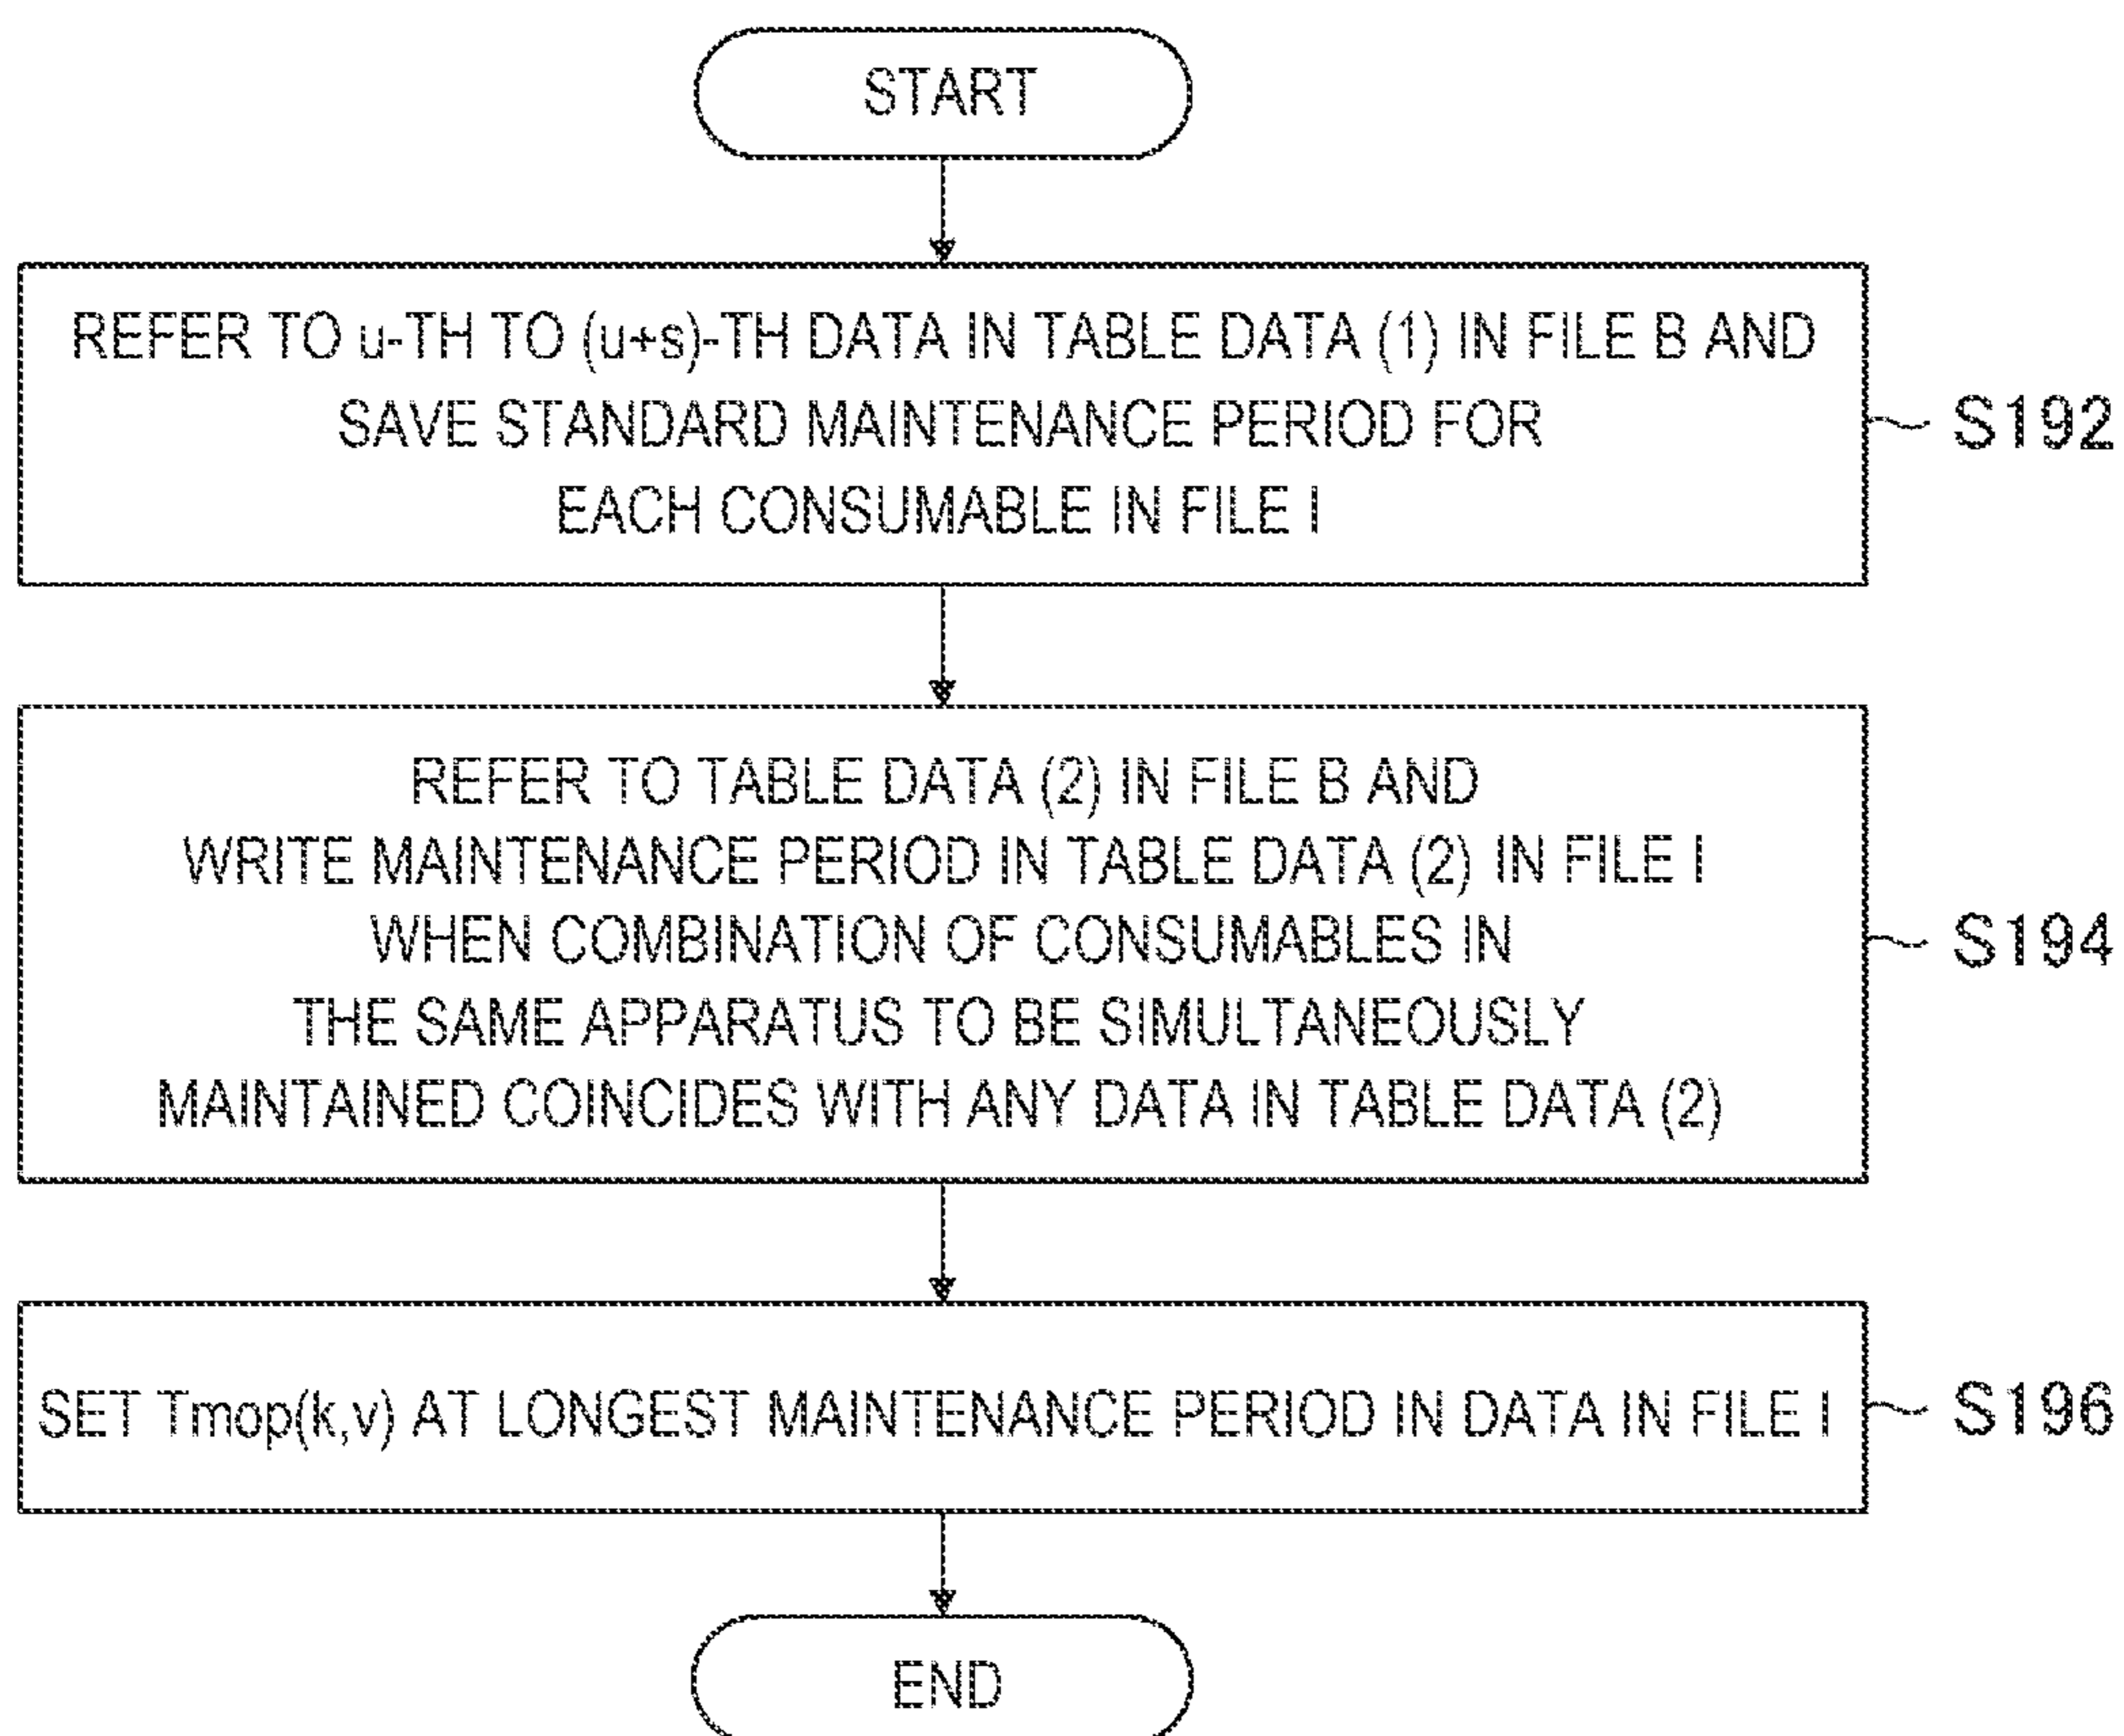 START
REFER TO u-TH TO (u+s)-TH DATA IN TABLE DATA (1) IN FILE B AND
SAVE STANDARD MAINTENANCE PERIOD FOR
EACH CONSUMABLE IN FILE I
S192
REFER TO TABLE DATA (2) IN FILE B AND
WRITE MAINTENANCE PERIOD IN TABLE DATA (2) IN FILE I
WHEN COMBINATION OF CONSUMABLES IN
THE SAME APPARATUS TO BE SIMULTANEOUSLY
MAINTAINED COINCIDES WITH ANY DATA IN TABLE DATA (2)
S194
SET Tmop(k,v) AT LONGEST MAINTENANCE PERIOD IN DATA IN FILE I
S196
END